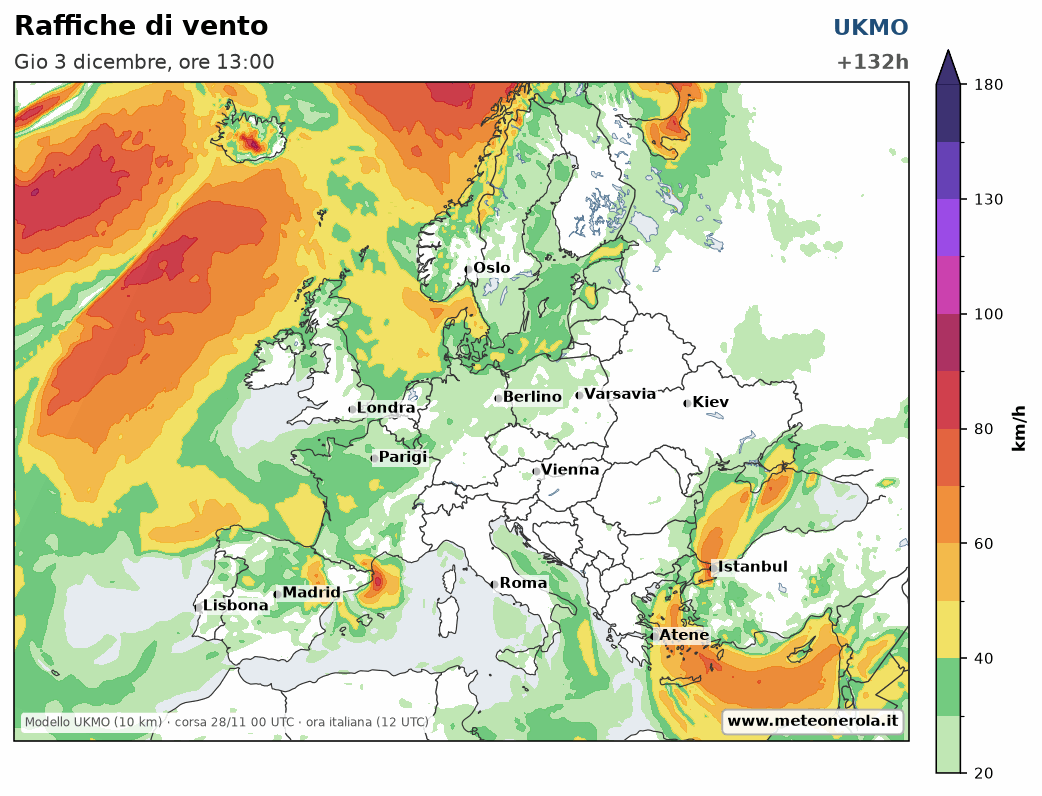 Raffiche di vento
UKMO
Gio 3 dicembre, ore 13:00
+132h
180
130
100
80
60
40
20
km/h
Oslo
Londra
Berlino
Varsavia
Kiev
Parigi
Vienna
Istanbul
Roma
Madrid
Lisbona
Atene
Modello UKMO (10 km) · corsa 28/11 00 UTC · ora italiana (12 UTC)
www.meteonerola.it